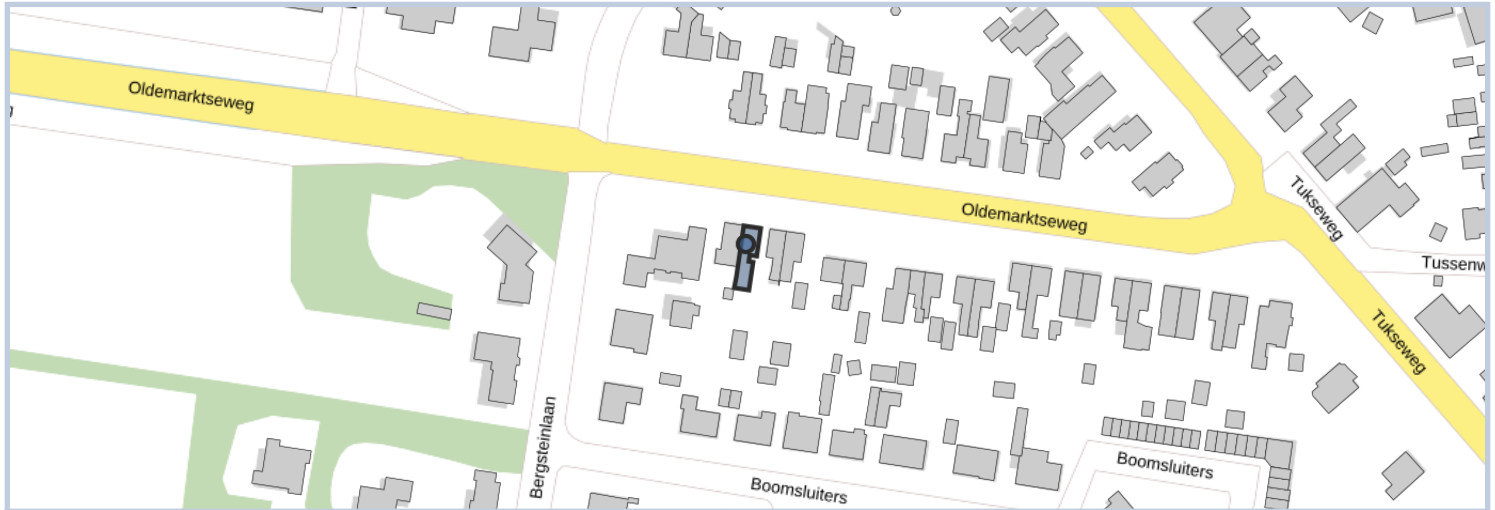 Oldemarktseweg
Oldemarktseweg
Tukseweg
Tussenw
Tukseweg
Bergsteinlaan
Boomsluiters
Boomsluiters